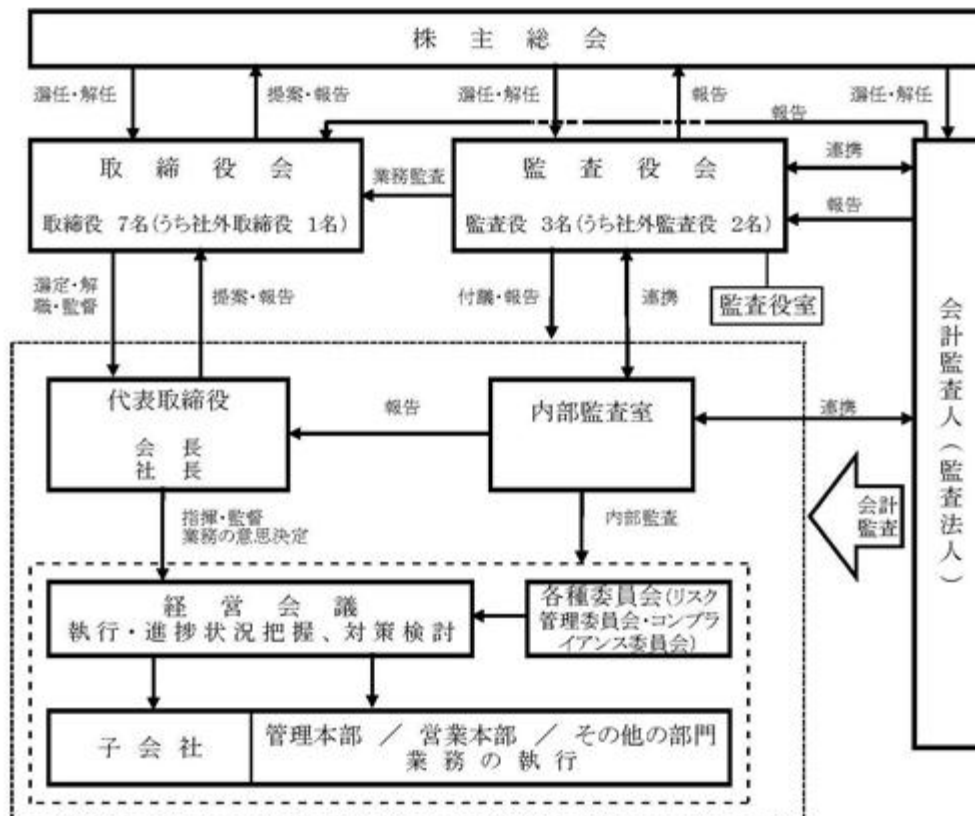 株主総会
選任・解任
提案・報告
選任・解任
報告
選任・解任
報告
取締役会
取締役 7名(うち社外取締役 1名)
業務監査
監査役会
監査役 3名(うち社外監査役 2名)
連携
報告
選定・解
職・監督
提案・報告
付議・報告
連携
監査役室
会計監査人(監査法人)
代表取締役
会長
社長
報告
内部監査室
連携
会計
監査
指揮・監督
業務の意思決定
内部監査
経営会議
執行・進捗状況把握、対策検討
各種委員会(リスク
管理委員会・コンプラ
イアンス委員会)
子会社
管理本部 / 営業本部 / その他の部門
業務の執行